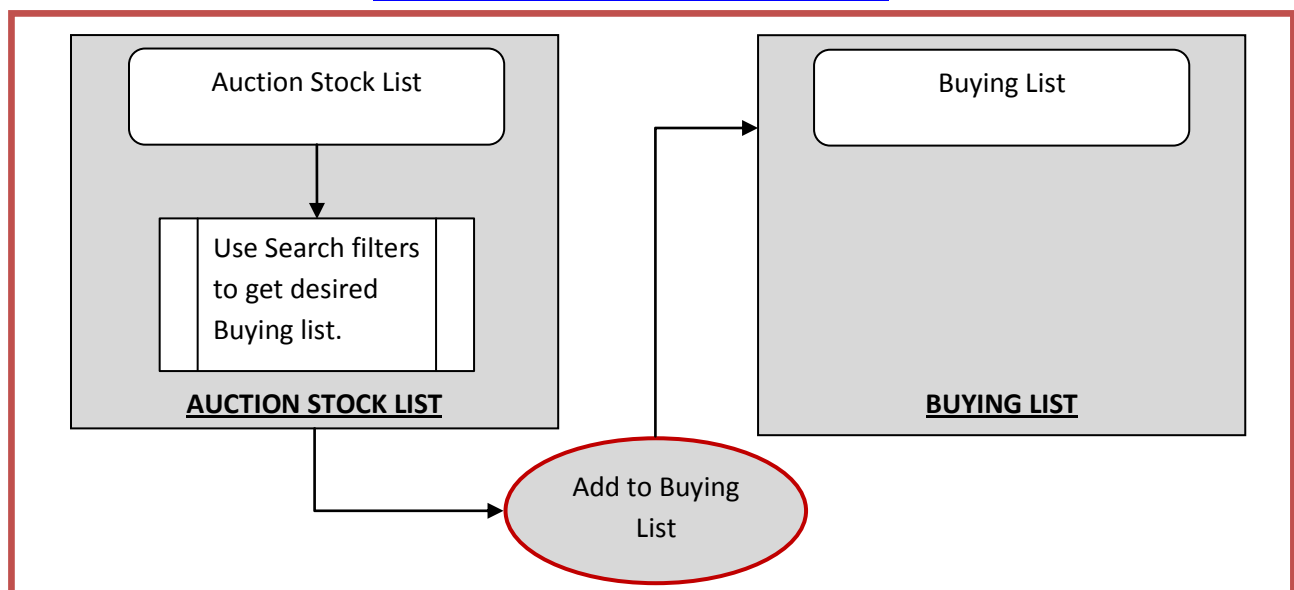 Auction Stock List
Use Search filters
to get desired
Buying list.
AUCTION STOCK LIST
Add to Buying
List
Buying List
BUYING LIST